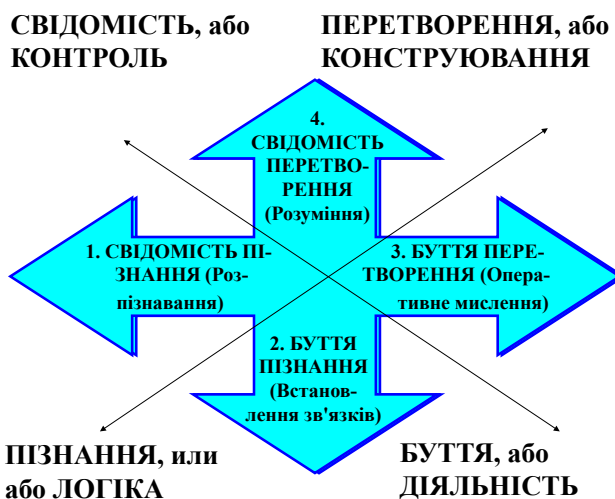 СВІДОМІСТЬ, або
КОНТРОЛЬ
ПЕРЕТВОРЕННЯ, або
КОНСТРУЮВАННЯ
4.
СВІДОМІСТЬ
ПЕРЕТВО-
РЕННЯ
(Розуміння)
1. СВІДОМІСТЬ ПІ-
ЗНАННЯ (Роз-
пізнавання)
3. БУТТЯ ПЕРЕ-
ТВОРЕННЯ (Опера-
тивне мислення)
2. БУТТЯ
ПІЗНАННЯ
(Встанов-
лення зв'язків)
ПІЗНАННЯ, или
або ЛОГІКА
БУТТЯ, або
ДІЯЛЬНІСТЬ